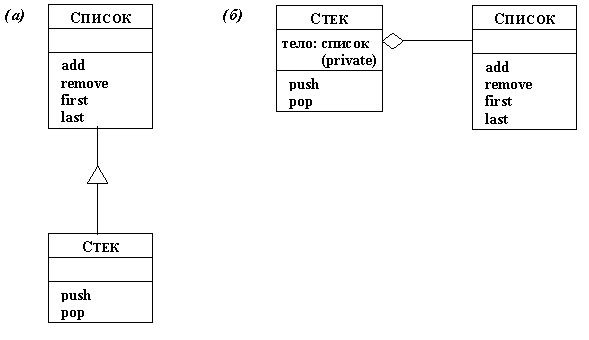 (а)
Список
add
remove
first
last
Стек
push
pop
(б)
Стек
тело: список
(private)
push
pop
Список
add
remove
first
last